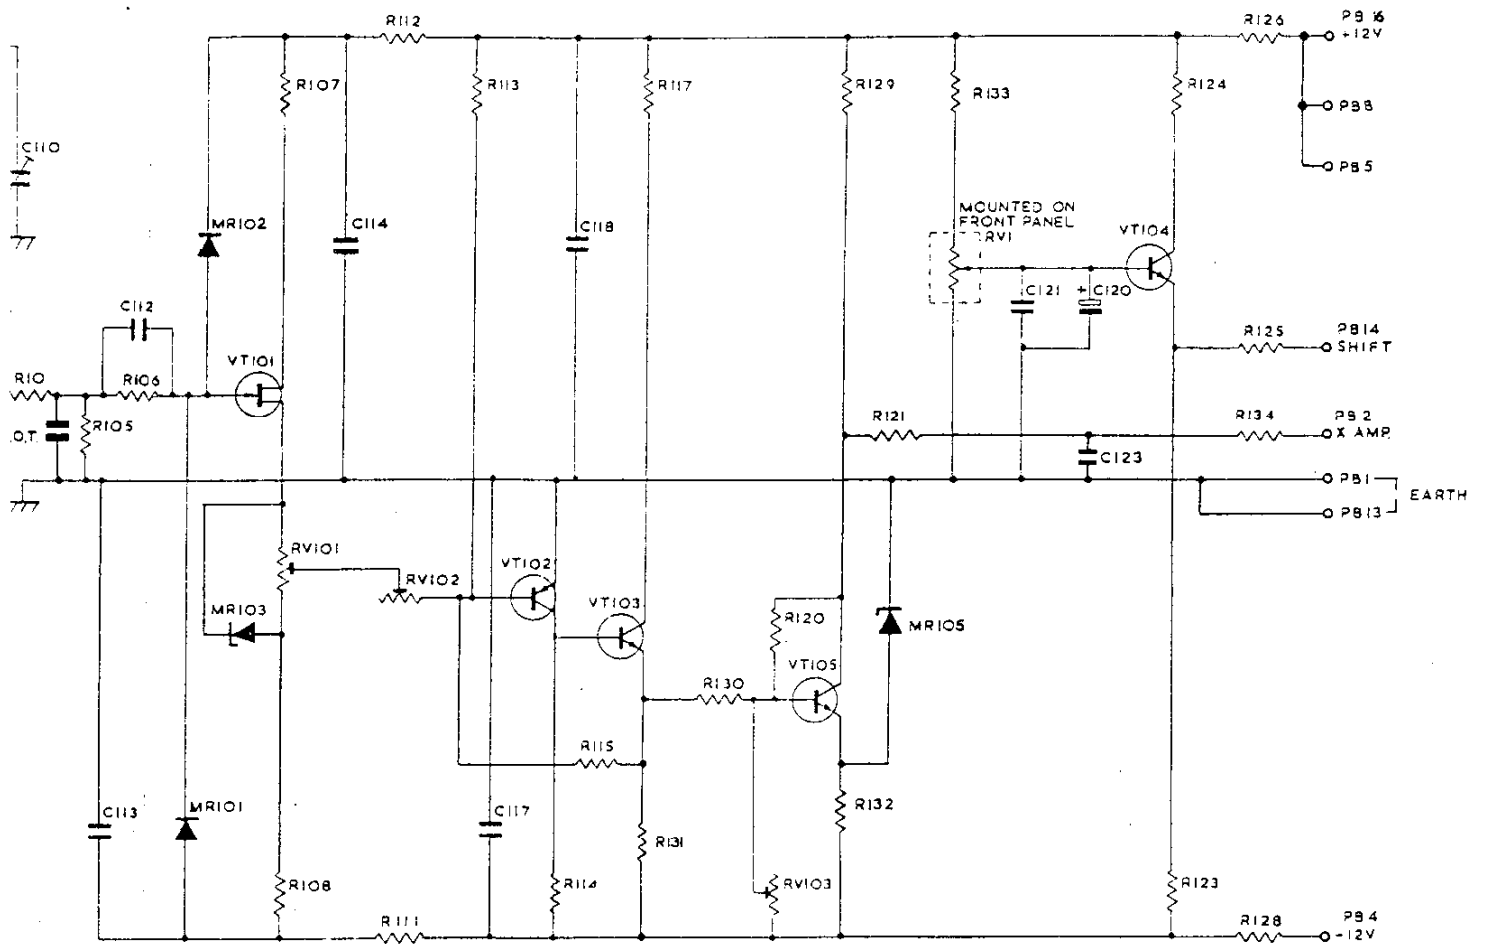 R112
R126
PB 16
+12V
R107
R113
R117
R129
R133
R124
PB8
C110
PB5
MR102
C114
C118
MOUNTED ON
FRONT PANEL
RV1
VT104
C121
+
C120
C112
R125
PB14
SHIFT
VT101
R10
R106
R121
R134
PB 2
X AMP.
.O.T.
R105
C123
PB1
EARTH
PB13
RV101
RV102
VT102
MR103
VT103
R120
MR105
VT105
R130
R115
C113
MR101
C117
R132
R131
R108
R114
RV103
R123
R111
R128
PB4
-12V